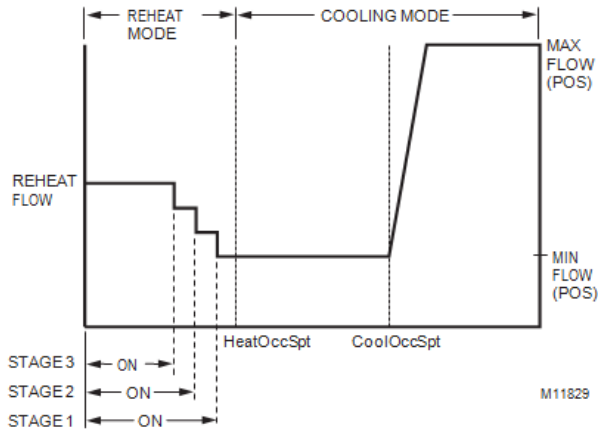 REHEAT
MODE
COOLING MODE
MAX
FLOW
(POS)
REHEAT
FLOW
MIN
FLOW
(POS)
HeatOccSpt
CoolOccSpt
STAGE 3
ON
STAGE 2
ON
STAGE 1
ON
M11829